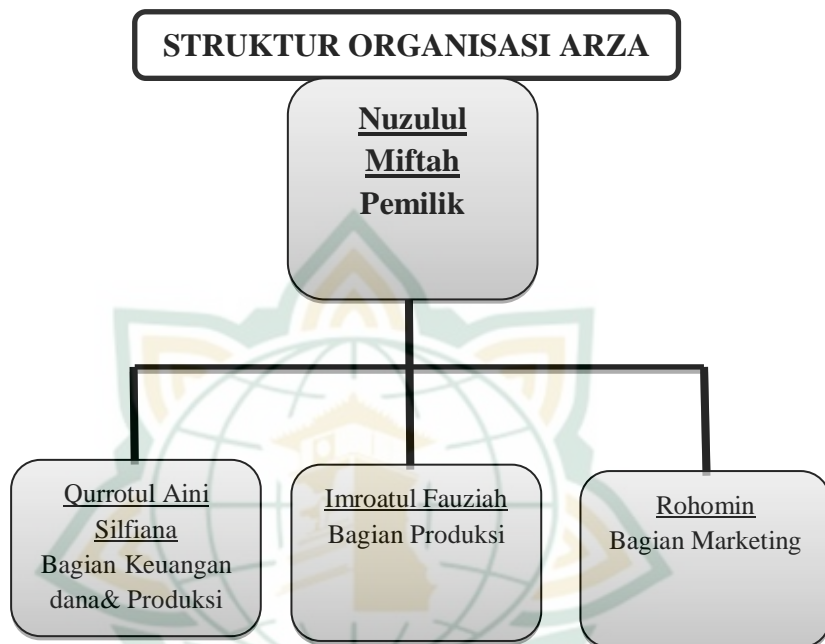 STRUKTUR ORGANISASI ARZA
Nuzulul
Miftah
Pemilik
Qurrotul Aini
Silfiana
Bagian Keuangan
dana& Produksi
Imroatul Fauziah
Bagian Produksi
Rohomin
Bagian Marketing